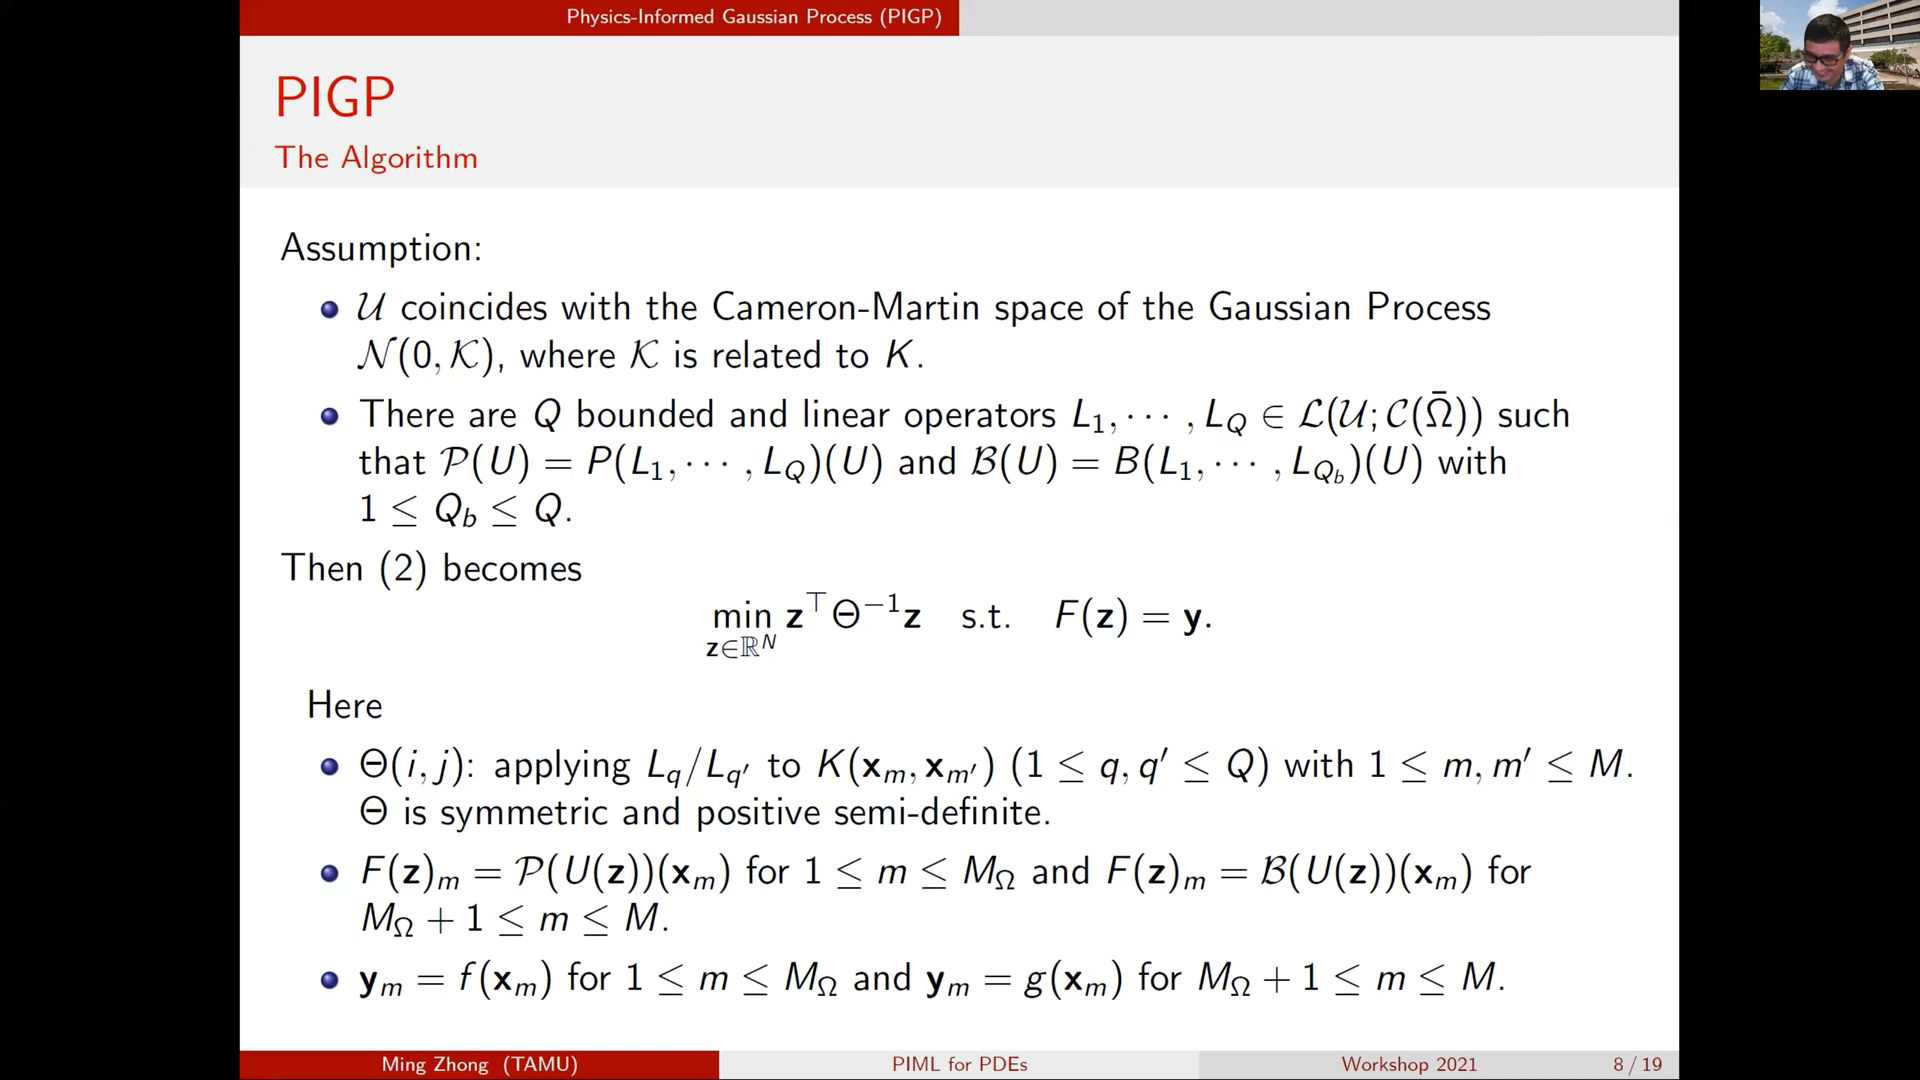 Physics-Informed Gaussian Process (PIGP)
PIGP
The Algorithm
Assumption:
𝒰 coincides with the Cameron-Martin space of the Gaussian Process
𝒩(0, 𝒦), where 𝒦 is related to K.
There are Q bounded and linear operators L₁, ⋯ , L_Q ∈ ℒ(𝒰; 𝒞(Ω̄)) such
that 𝒫(U) = P(L₁, ⋯ , L_Q)(U) and ℬ(U) = B(L₁, ⋯ , L_{Q_b})(U) with
1 ≤ Q_b ≤ Q.
Then (2) becomes
min_{z∈ℝ^N} z^⊤Θ^{−1}z s.t. F(z) = y.
Here
Θ(i, j): applying L_q/L_{q′} to K(x_m, x_{m′}) (1 ≤ q, q′ ≤ Q) with 1 ≤ m, m′ ≤ M.
Θ is symmetric and positive semi-definite.
F(z)_m = 𝒫(U(z))(x_m) for 1 ≤ m ≤ M_Ω and F(z)_m = ℬ(U(z))(x_m) for
M_Ω + 1 ≤ m ≤ M.
y_m = f(x_m) for 1 ≤ m ≤ M_Ω and y_m = g(x_m) for M_Ω + 1 ≤ m ≤ M.
Ming Zhong (TAMU) PIML for PDEs Workshop 2021 8 / 19